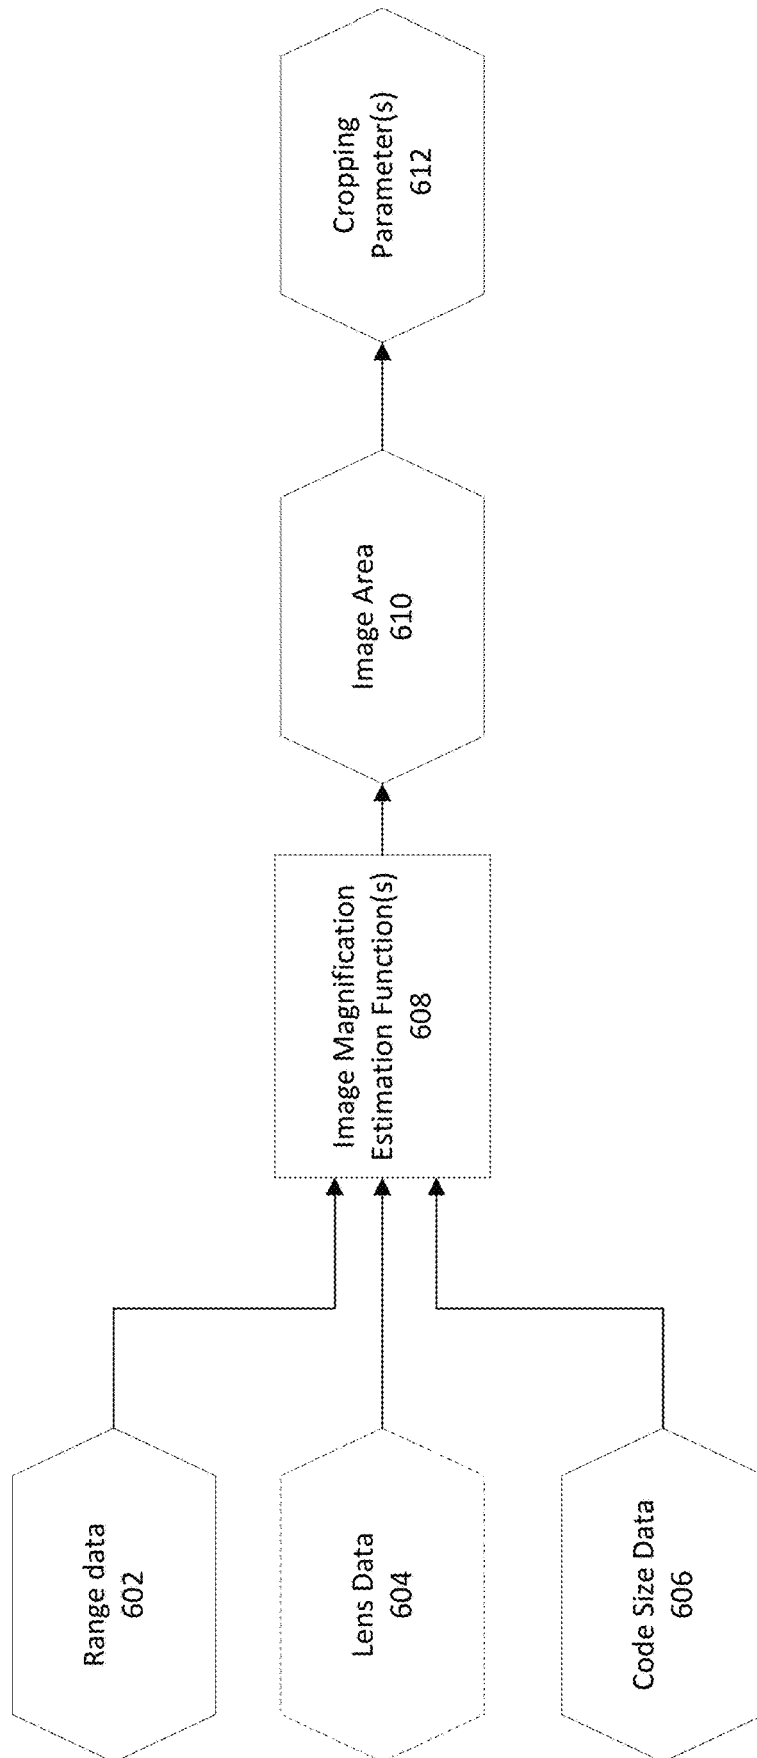 Range data
602
Lens Data
604
Code Size Data
606
Image Magnification
Estimation Function(s)
608
Image Area
610
Cropping
Parameter(s)
612